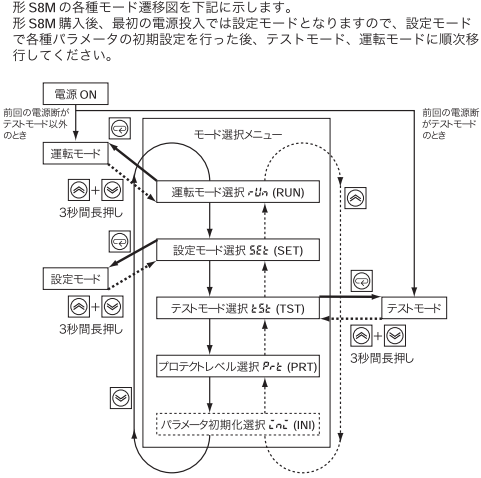 形S8Mの各種モード遷移図を下記に示します。
形S8M購入後、最初の電源投入では設定モードとなりますので、設定モード
で各種パラメータの初期設定を行った後、テストモード、運転モードに順次移
行してください。
電源ON
前回の電源断が
テストモード以外
のとき
前回の電源断
がテストモード
のとき
モード選択メニュー
運転モード
運転モード選択 rUn (RUN)
+
3秒間長押し
設定モード選択 SEt (SET)
設定モード
+
3秒間長押し
テストモード選択 tSt (TST)
テストモード
+
3秒間長押し
プロテクトレベル選択 Prt (PRT)
パラメータ初期化選択 ini (INI)